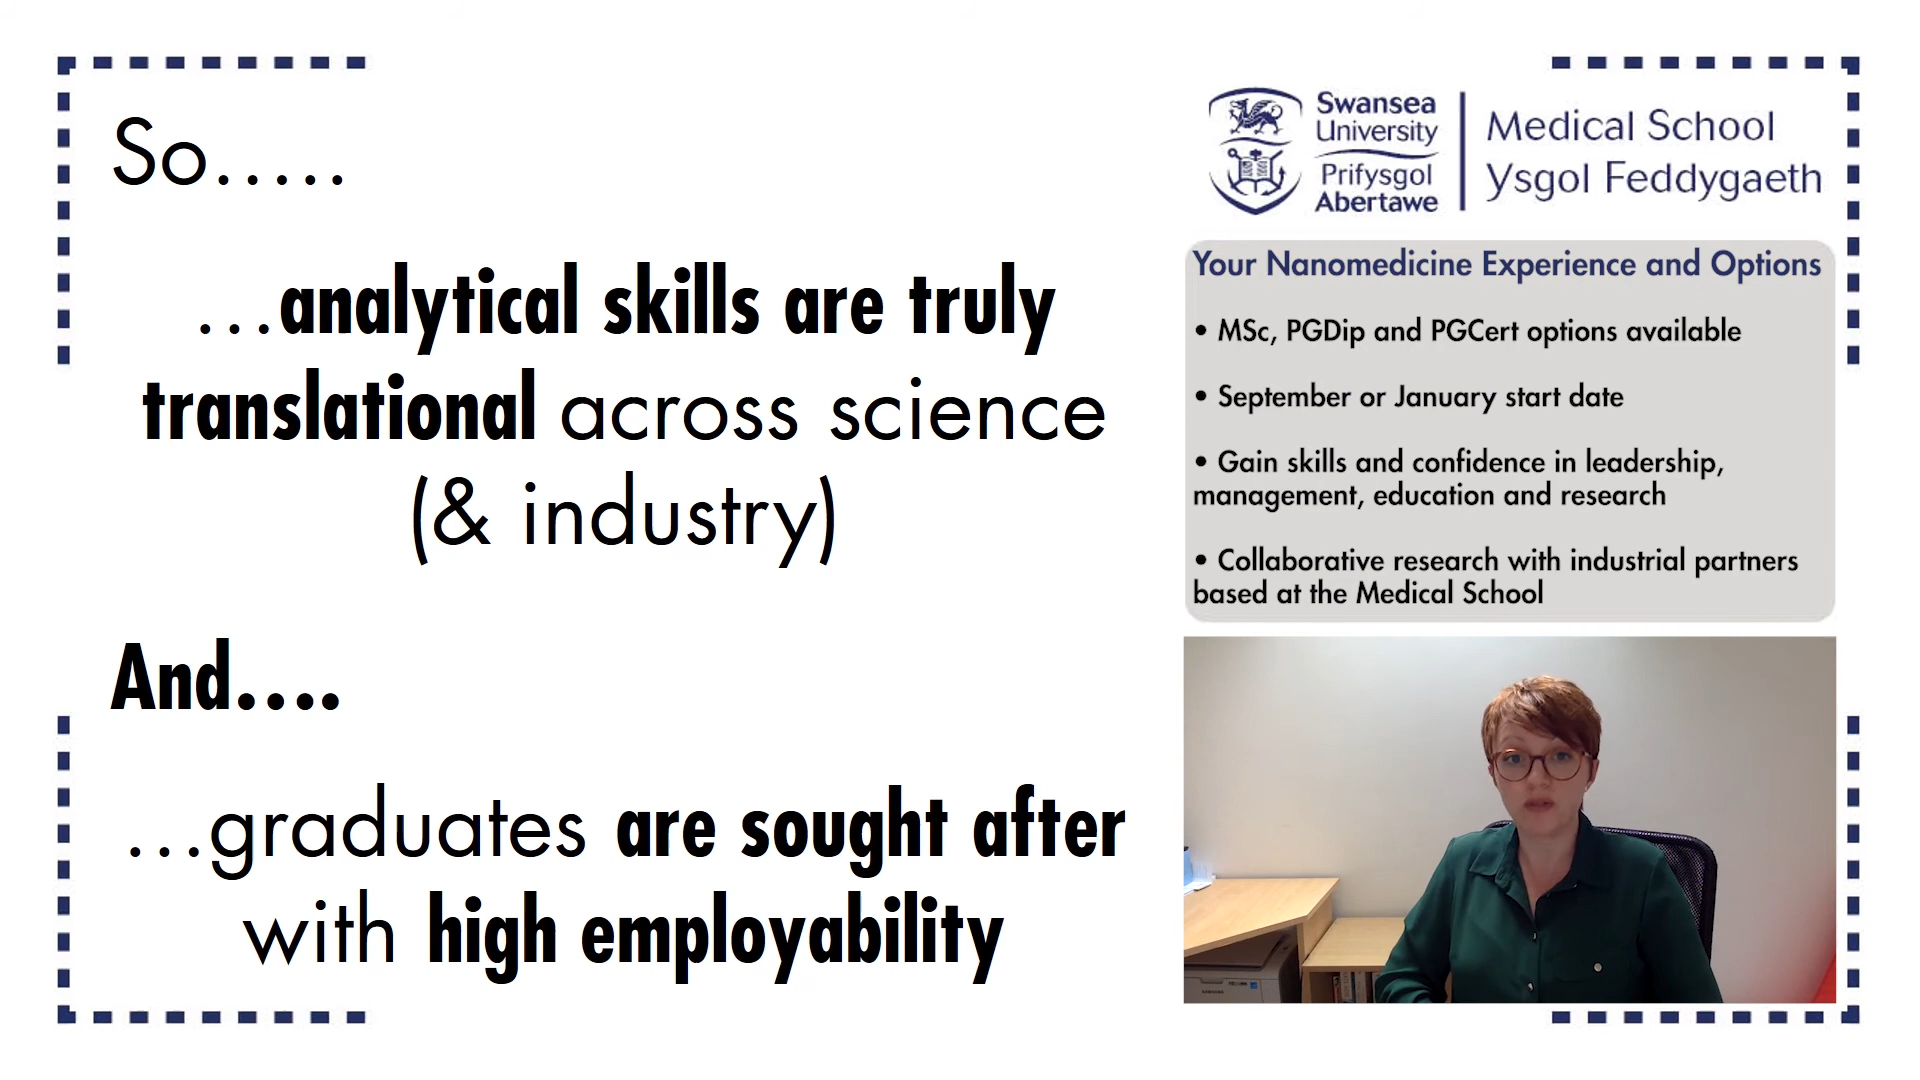 So.....
...analytical skills are truly
translational across science
(& industry)
And....
...graduates are sought after
with high employability
Swansea
University
Prifysgol
Abertawe
Medical School
Ysgol Feddygaeth
Your Nanomedicine Experience and Options
• MSc, PGDip and PGCert options available
• September or January start date
• Gain skills and confidence in leadership,
management, education and research
• Collaborative research with industrial partners
based at the Medical School